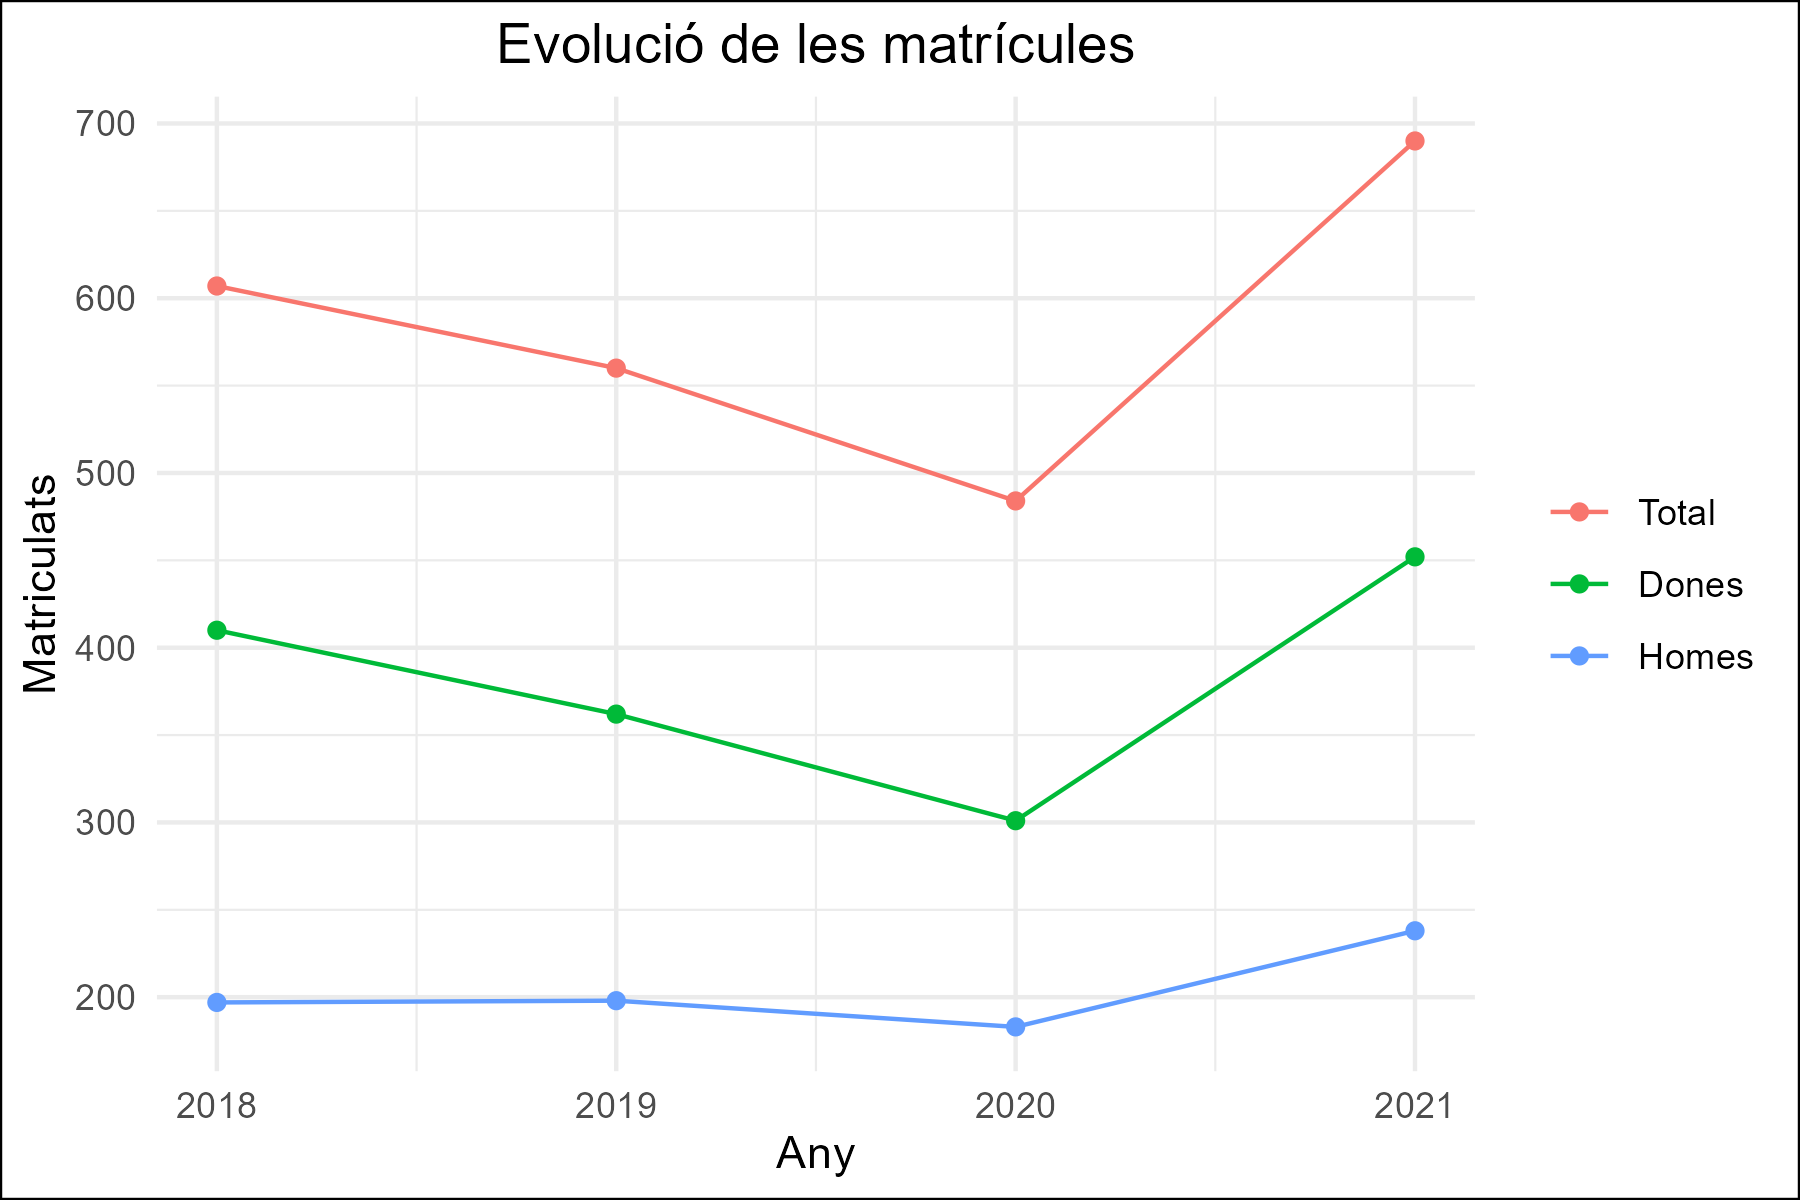 Evolució de les matrícules
700
600
500
400
300
200
Matriculats
2018 2019 2020 2021
Any
Total
Dones
Homes